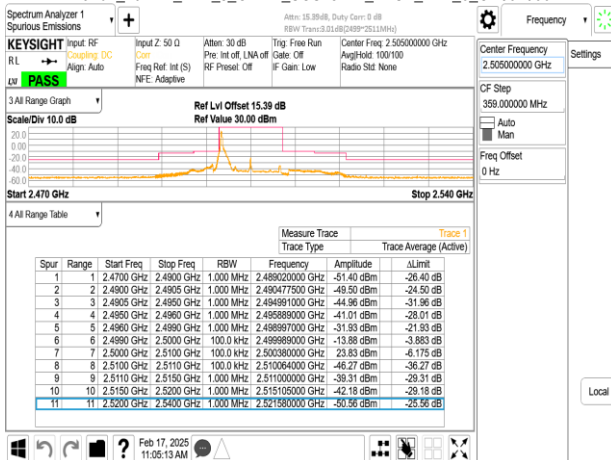 Spectrum Analyzer 1
Spurious Emissions
Attn: 15.39dB, Duty Corr: 0 dB
RBW Trans:3.01dB(2499~2511MHz)
Frequency
KEYSIGHT
RL
LXI
PASS
Input: RF
Coupling: DC
Align: Auto
Input Z: 50 Ω
Corr
Freq Ref: Int (S)
NFE: Adaptive
Atten: 30 dB
Pre: Int off, LNA off
RF Preset: Off
Trig: Free Run
Gate: Off
IF Gain: Low
Center Freq: 2.505000000 GHz
Avg|Hold: 100/100
Radio Std: None
Center Frequency
2.505000000 GHz
Settings
CF Step
359.000000 MHz
Auto
Man
Freq Offset
0 Hz
Local
3 All Range Graph
Scale/Div 10.0 dB
Ref Lvl Offset 15.39 dB
Ref Value 30.00 dBm
20.0
0.00
-20.0
-40.0
-60.0
Start 2.470 GHz
Stop 2.540 GHz
4 All Range Table
Measure Trace Trace 1
Trace Type Trace Average (Active)
Spur Range Start Freq Stop Freq RBW Frequency Amplitude ΔLimit
1 1 2.4700 GHz 2.4900 GHz 1.000 MHz 2.489020000 GHz -51.40 dBm -26.40 dB
2 2 2.4900 GHz 2.4905 GHz 1.000 MHz 2.490477500 GHz -49.50 dBm -24.50 dB
3 3 2.4905 GHz 2.4950 GHz 1.000 MHz 2.494991000 GHz -44.96 dBm -31.96 dB
4 4 2.4950 GHz 2.4960 GHz 1.000 MHz 2.495889000 GHz -41.01 dBm -28.01 dB
5 5 2.4960 GHz 2.4990 GHz 1.000 MHz 2.498997000 GHz -31.93 dBm -21.93 dB
6 6 2.4990 GHz 2.5000 GHz 100.0 kHz 2.499989000 GHz -13.88 dBm -3.883 dB
7 7 2.5000 GHz 2.5100 GHz 100.0 kHz 2.500380000 GHz 23.83 dBm -6.175 dB
8 8 2.5100 GHz 2.5110 GHz 100.0 kHz 2.510064000 GHz -46.27 dBm -36.27 dB
9 9 2.5110 GHz 2.5150 GHz 1.000 MHz 2.511000000 GHz -39.31 dBm -29.31 dB
10 10 2.5150 GHz 2.5200 GHz 1.000 MHz 2.515105000 GHz -42.18 dBm -29.18 dB
11 11 2.5200 GHz 2.5400 GHz 1.000 MHz 2.521580000 GHz -50.56 dBm -25.56 dB
Feb 17, 2025
11:05:13 AM